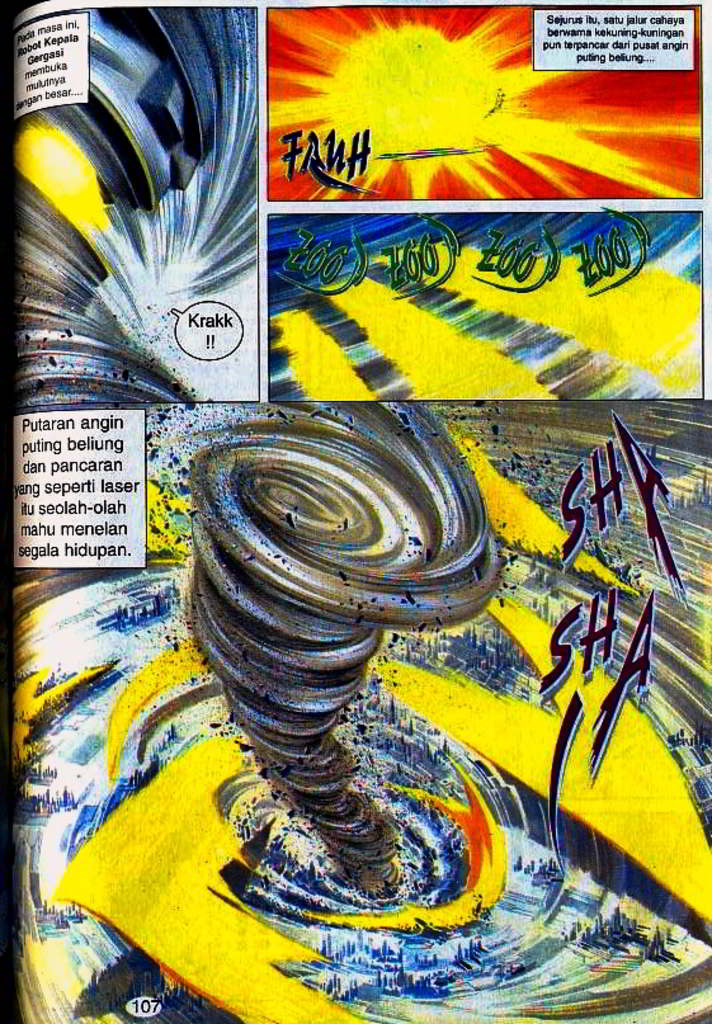 Pada masa ini,
Robot Kepala
Gergasi
membuka
mulutnya
dengan besar....
Krakk
!!
Sejurus itu, satu jalur cahaya
berwarna kekuning-kuningan
pun terpancar dari pusat angin
puting beliung....
FRUH
ZOO
ZOO
ZOO
ZOO
Putaran angin
puting beliung
dan pancaran
yang seperti laser
itu seolah-olah
mahu menelan
segala hidupan.
SHA
SHA
107